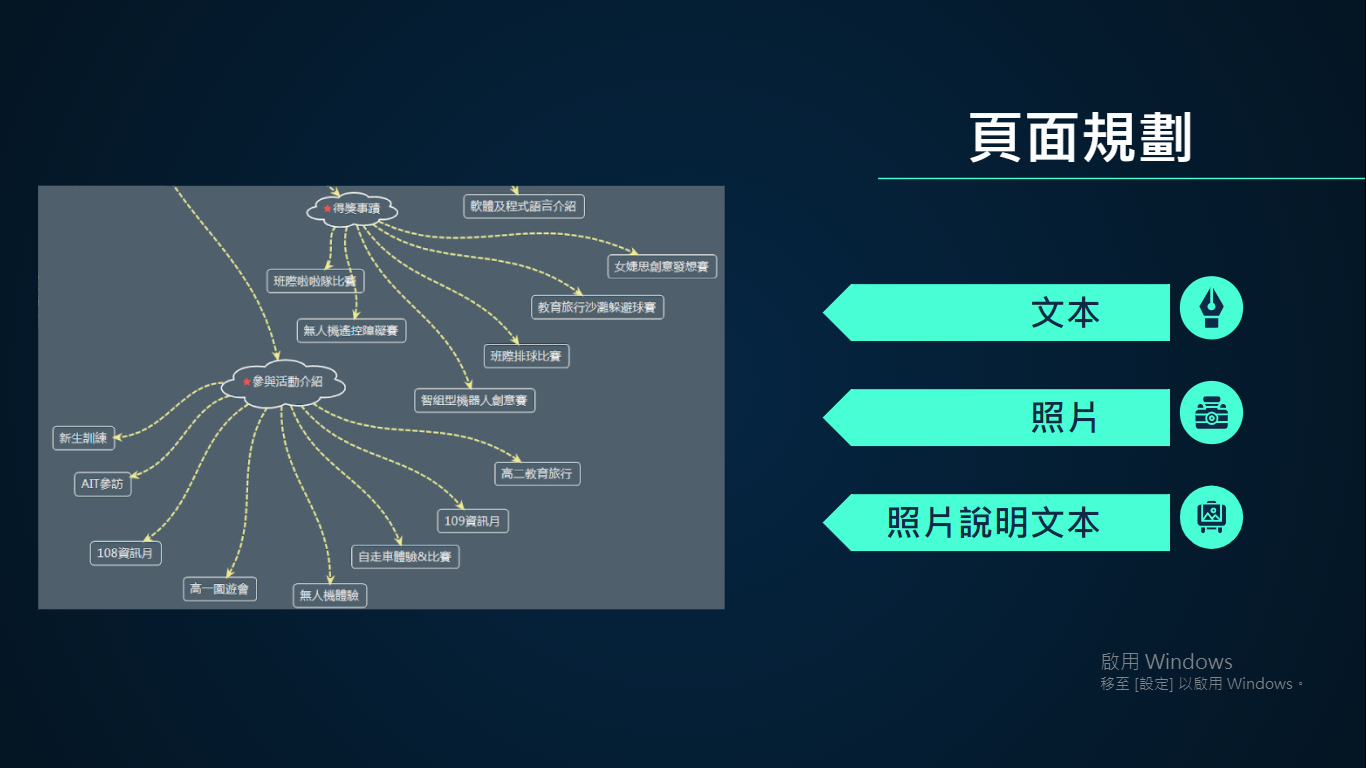 頁面規劃
★得獎事蹟
軟體及程式語言介紹
女婕思創意發想賽
班際啦啦隊比賽
教育旅行沙灘躲避球賽
無人機遙控障礙賽
班際排球比賽
★參與活動介紹
智組型機器人創意賽
新生訓練
高二教育旅行
AIT參訪
109資訊月
108資訊月
自走車體驗&比賽
高一園遊會
無人機體驗
文本
照片
照片說明文本
啟用 Windows
移至 [設定] 以啟用 Windows。